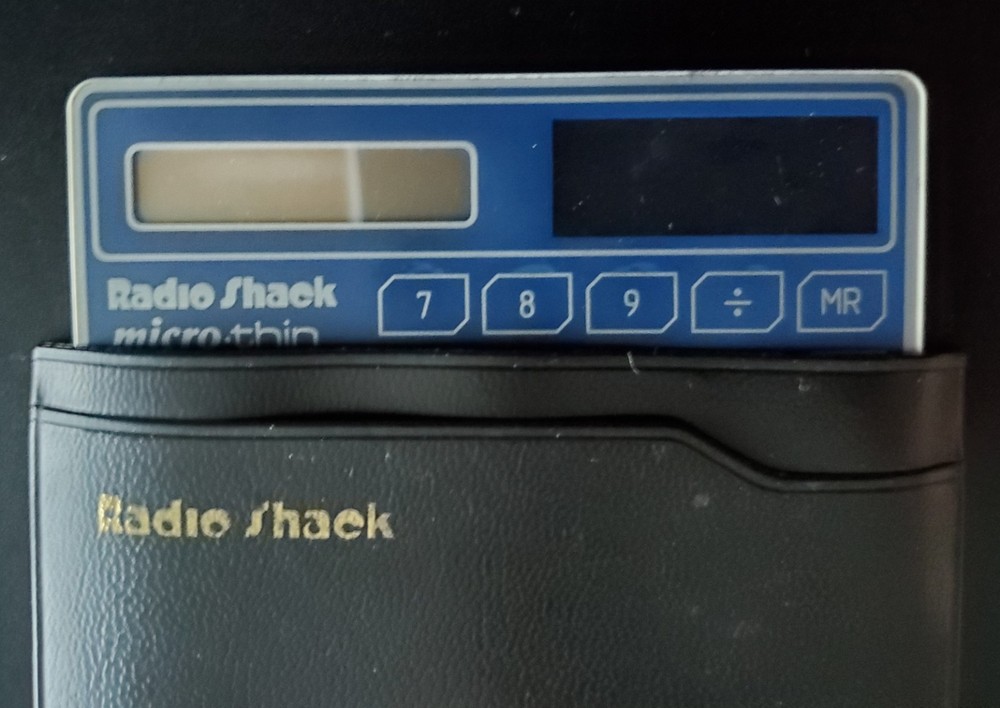 Radio Shack 7 8 9 ÷ MR
micro-thin
Radio Shack